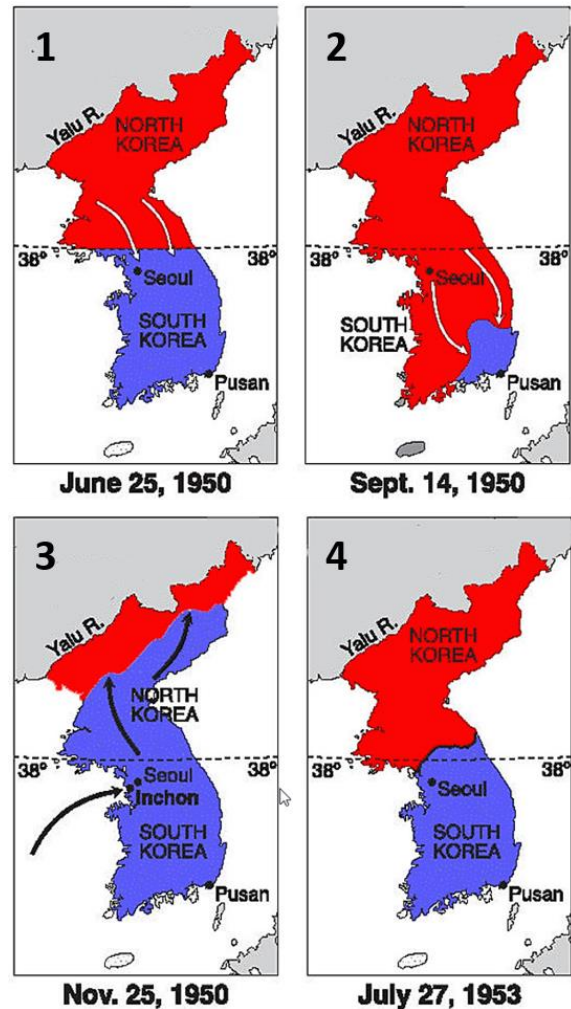 1
Yalu R.
NORTH
KOREA
38°
38°
Seoul
SOUTH
KOREA
Pusan
June 25, 1950
2
Yalu R.
NORTH
KOREA
38°
38°
Seoul
SOUTH
KOREA
Pusan
Sept. 14, 1950
3
Yalu R.
NORTH
KOREA
38°
Seoul
Inchon
SOUTH
KOREA
Pusan
Nov. 25, 1950
4
Yalu R.
NORTH
KOREA
38°
38°
Seoul
SOUTH
KOREA
Pusan
July 27, 1953